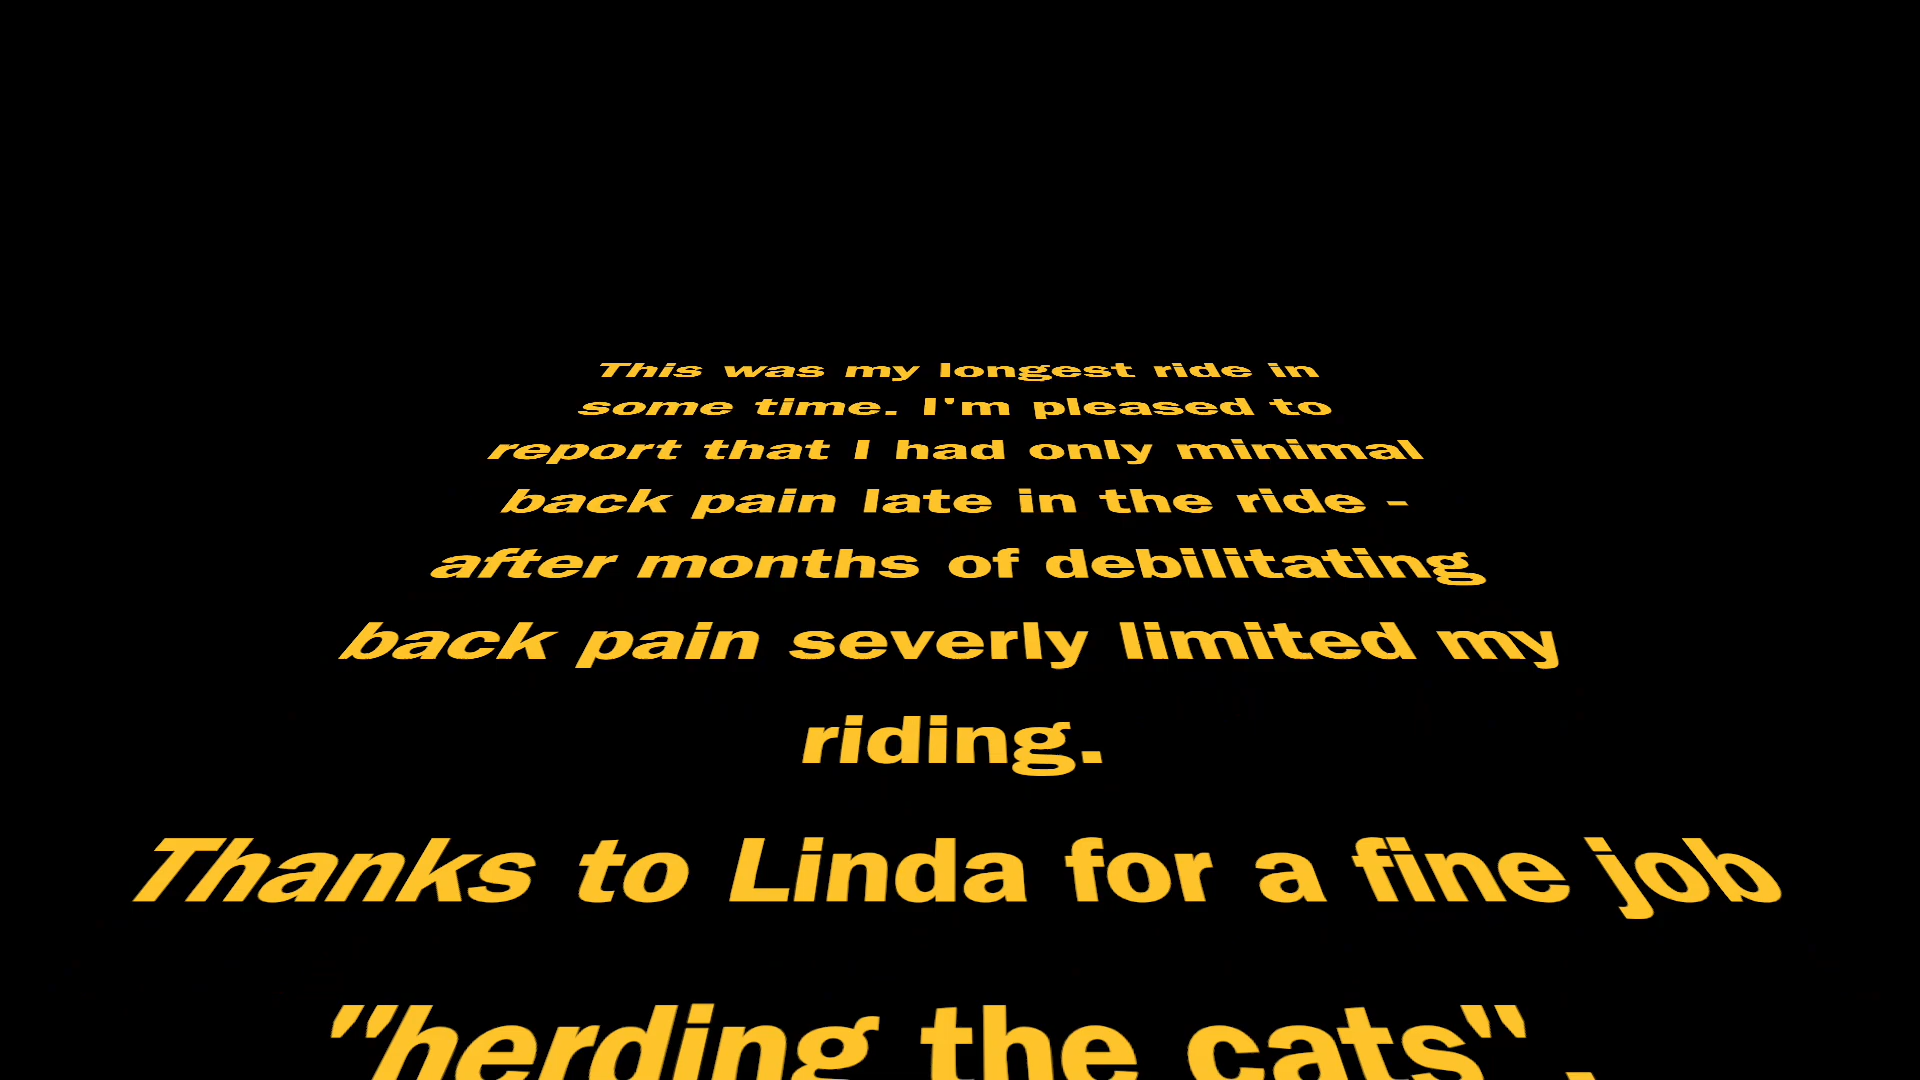 This was my longest ride in
some time. I'm pleased to
report that I had only minimal
back pain late in the ride -
after months of debilitating
back pain severly limited my
riding.
Thanks to Linda for a fine job
"herding the cats".